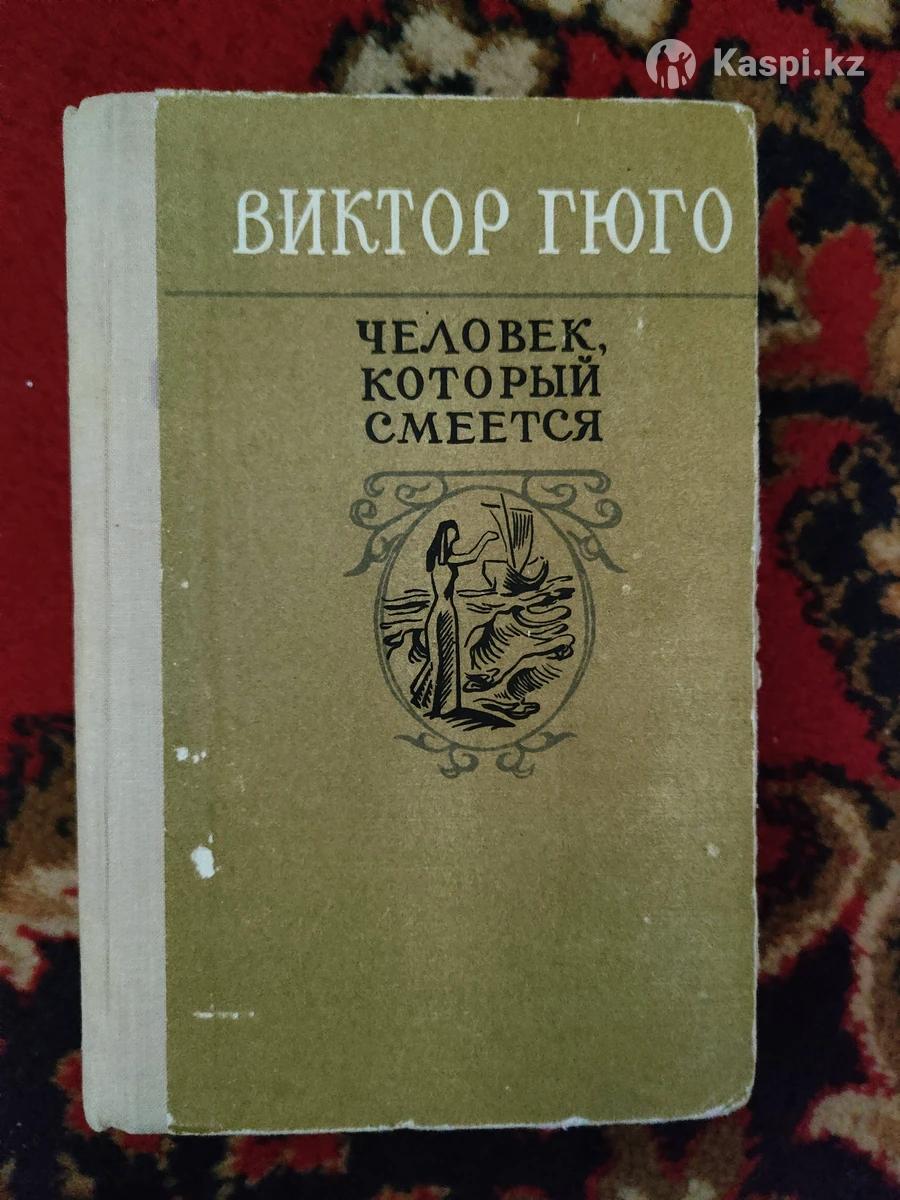 Kaspi.kz
ВИКТОР ГЮГО
ЧЕЛОВЕК,
КОТОРЫЙ
СМЕЕТСЯ